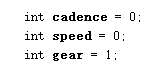 int cadence = 0;
int speed = 0;
int gear = 1;